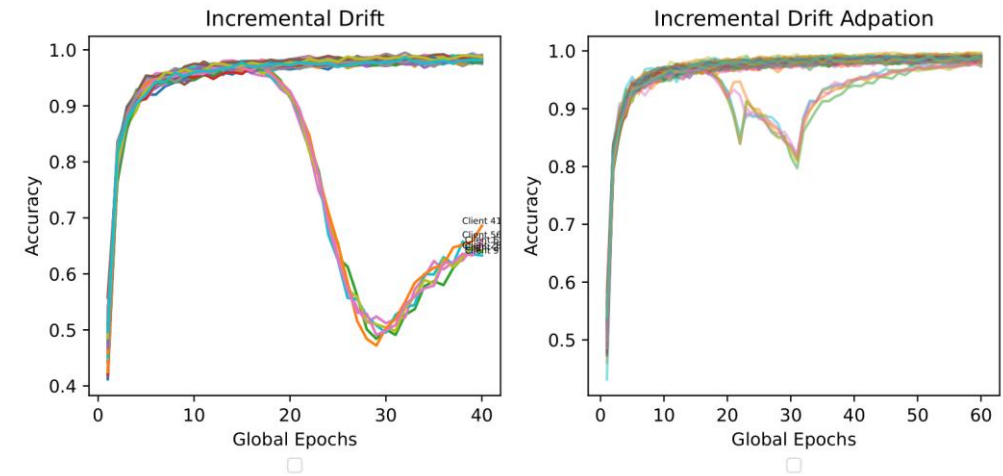 Incremental Drift
1.0
0.9
0.8
0.7
0.6
0.5
0.4
Accuracy
Client 41
Client 56
0 10 20 30 40
Global Epochs
Incremental Drift Adpation
1.0
0.9
0.8
0.7
0.6
0.5
Accuracy
0 10 20 30 40 50 60
Global Epochs